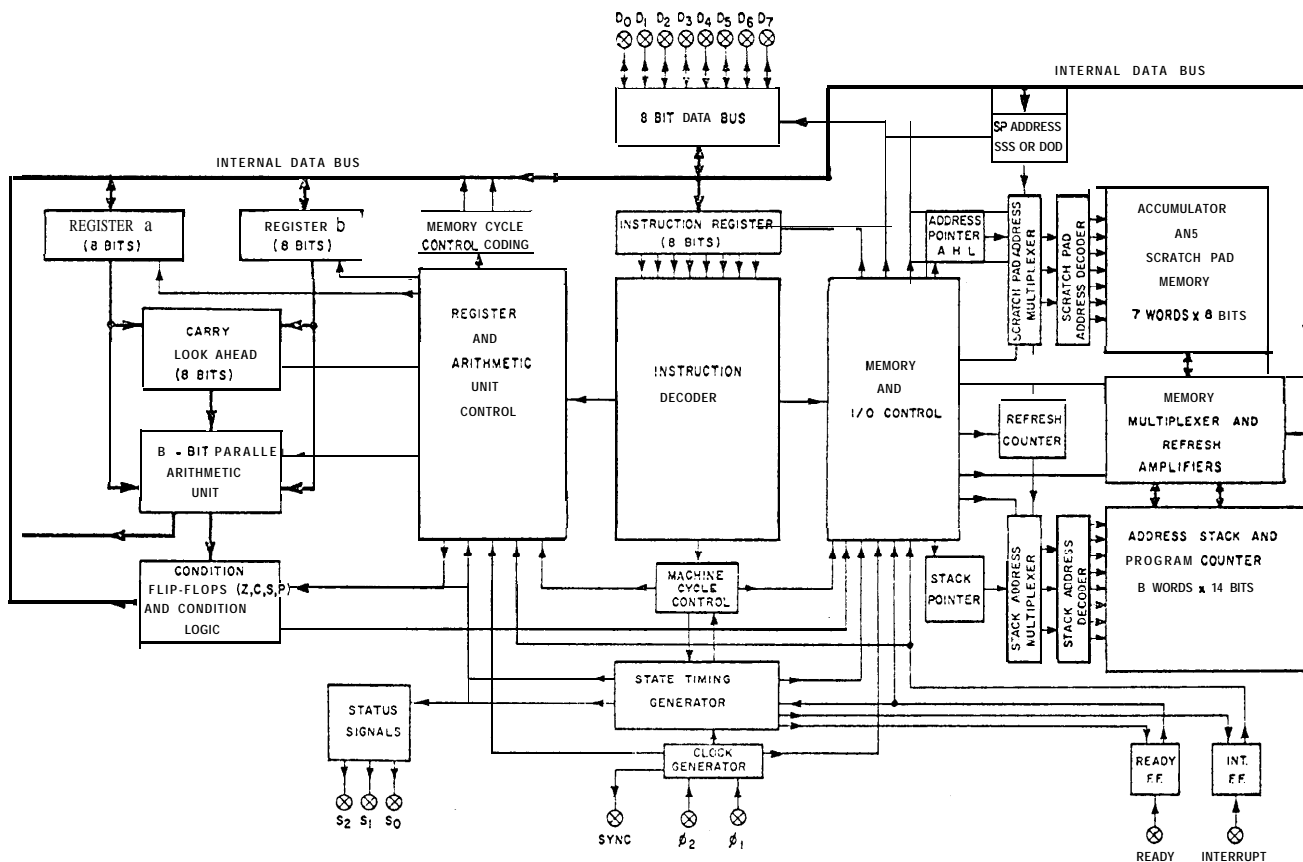 D0 D1 D2 D3 D4 D5 D6 D7
INTERNAL DATA BUS
8 BIT DATA BUS
SP ADDRESS
SSS OR DOD
INTERNAL DATA BUS
REGISTER a
(8 BITS)
REGISTER b
(8 BITS)
MEMORY CYCLE
CONTROL CODING
INSTRUCTION REGISTER
(8 BITS)
ADDRESS
POINTER
A H L
SCRATCH PAD ADDRESS
MULTIPLEXER
SCRATCH PAD
ADDRESS DECODER
ACCUMULATOR
AN5
SCRATCH PAD
MEMORY
7 WORDS x 8 BITS
CARRY
LOOK AHEAD
(8 BITS)
REGISTER
AND
ARITHMETIC
UNIT
CONTROL
INSTRUCTION
DECODER
MEMORY
AND
I/O CONTROL
REFRESH
COUNTER
MEMORY
MULTIPLEXER AND
REFRESH
AMPLIFIERS
B - BIT PARALLE
ARITHMETIC
UNIT
CONDITION
FLIP-FLOPS (Z,C,S,P)
AND CONDITION
LOGIC
MACHINE
CYCLE
CONTROL
STACK
POINTER
STACK ADDRESS
MULTIPLEXER
STACK ADDRESS
DECODER
ADDRESS STACK AND
PROGRAM COUNTER
B WORDS x 14 BITS
STATUS
SIGNALS
STATE TIMING
GENERATOR
CLOCK
GENERATOR
READY
F.F.
INT.
F.F.
S2 S1 S0
SYNC
ϕ2
ϕ1
READY
INTERRUPT